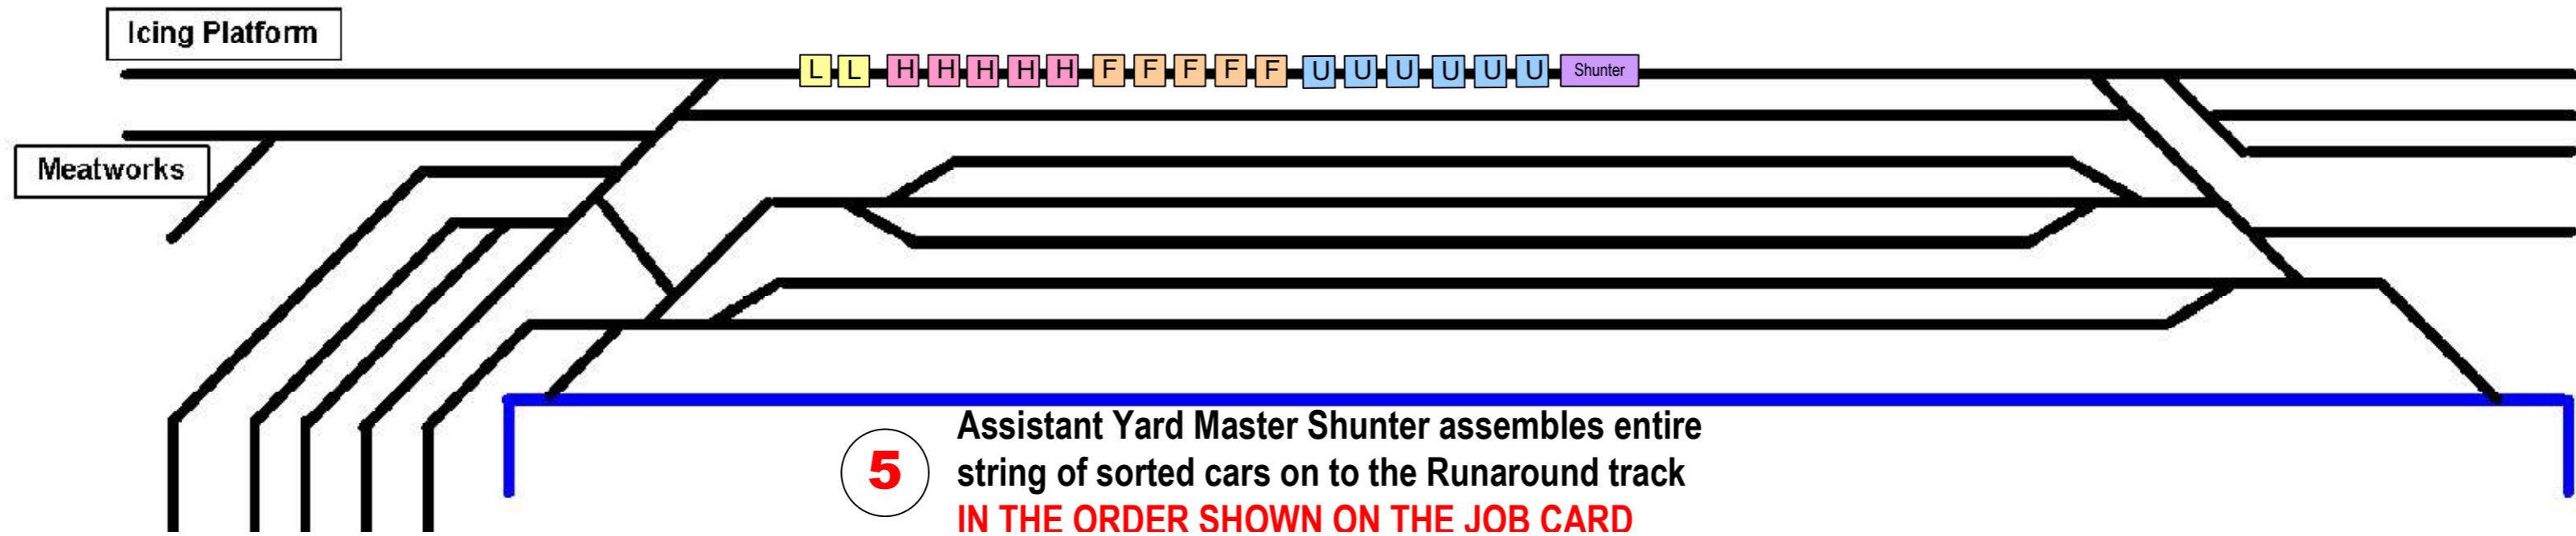 Icing Platform
L L H H H H H F F F F F U U U U U U Shunter
Meatworks
5
Assistant Yard Master Shunter assembles entire
string of sorted cars on to the Runaround track
IN THE ORDER SHOWN ON THE JOB CARD